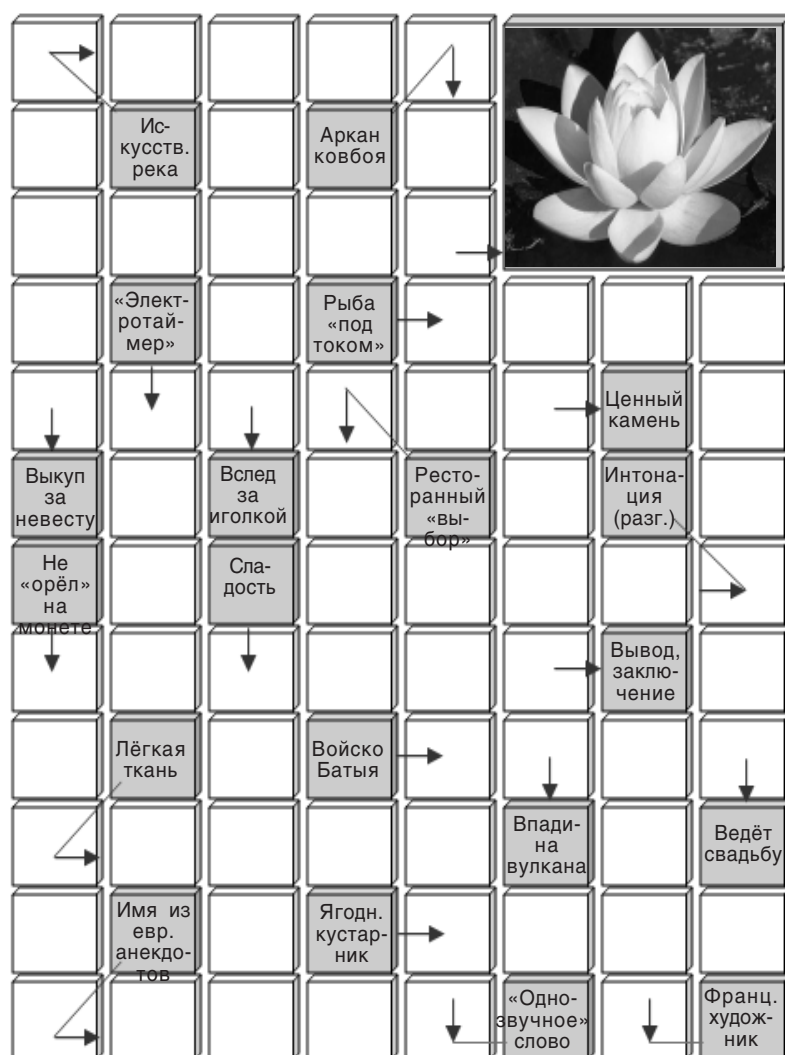 Ис-
кусств.
река
Аркан
ковбоя
«Элект-
ротай-
мер»
Рыба
«под
током»
Ценный
камень
Выкуп
за
невесту
Вслед
за
иголкой
Ресто-
ранный
«вы-
бор»
Интона-
ция
(разг.)
Не
«орёл»
на
монете
Сла-
дость
Вывод,
заклю-
чение
Лёгкая
ткань
Войско
Батыя
Впади-
на
вулкана
Ведёт
свадьбу
Имя из
евр.
анекдо-
тов
Ягодн.
кустар-
ник
«Одно-
звучное»
слово
Франц.
худож-
ник